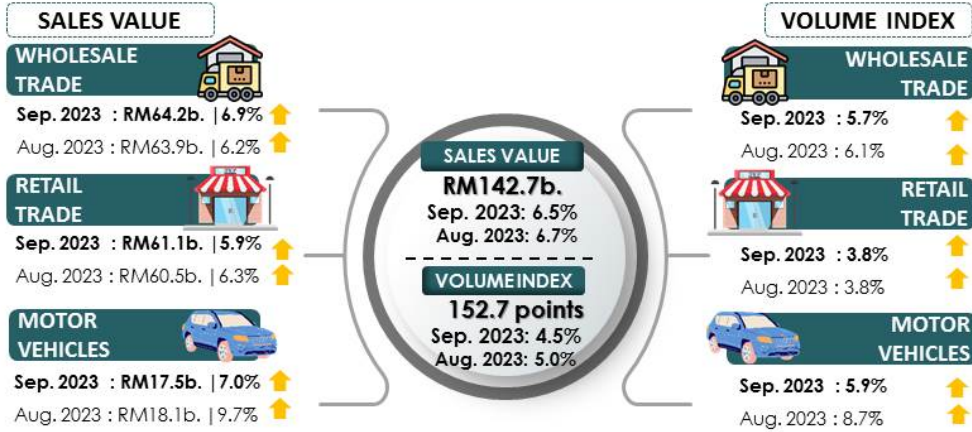 SALES VALUE
WHOLESALE
TRADE
Sep. 2023 : RM64.2b. |6.9%
Aug. 2023 : RM63.9b. |6.2%
RETAIL
TRADE
Sep. 2023 : RM61.1b. |5.9%
Aug. 2023 : RM60.5b. |6.3%
MOTOR
VEHICLES
Sep. 2023 : RM17.5b. |7.0%
Aug. 2023 : RM18.1b. |9.7%
SALES VALUE
RM142.7b.
Sep. 2023: 6.5%
Aug. 2023: 6.7%
VOLUME INDEX
152.7 points
Sep. 2023: 4.5%
Aug. 2023: 5.0%
VOLUME INDEX
WHOLESALE
TRADE
Sep. 2023 : 5.7%
Aug. 2023 : 6.1%
RETAIL
TRADE
Sep. 2023 : 3.8%
Aug. 2023 : 3.8%
MOTOR
VEHICLES
Sep. 2023 : 5.9%
Aug. 2023 : 8.7%